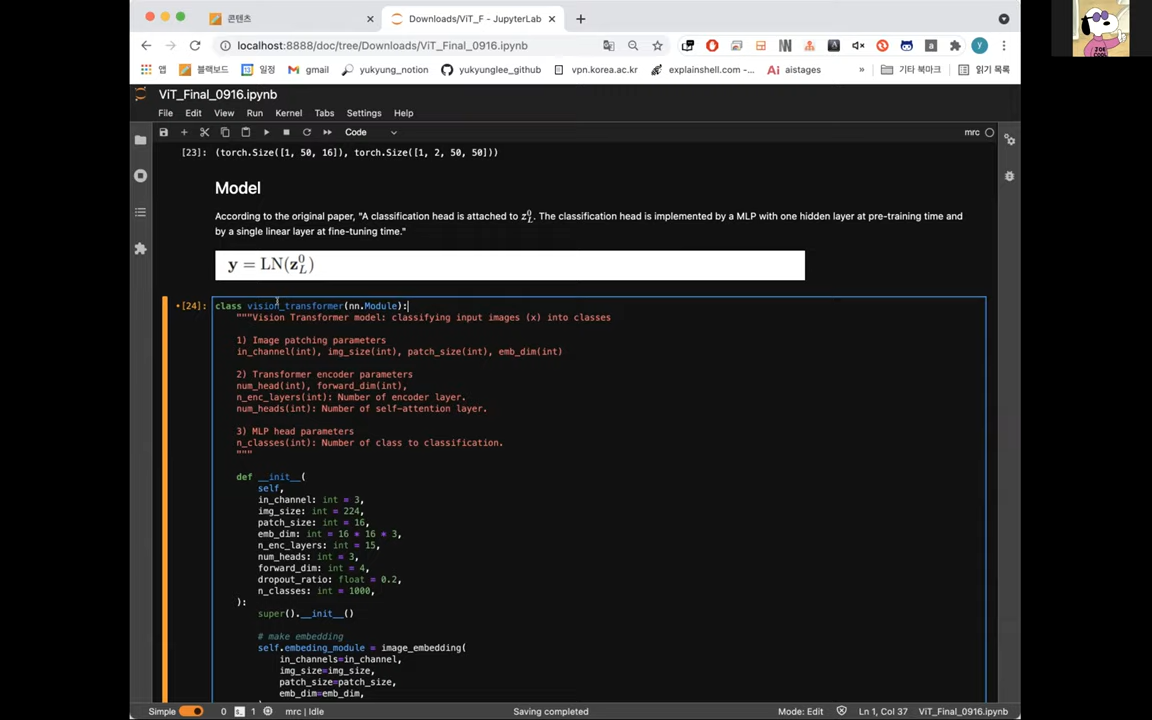 콘텐츠
Downloads/ViT_F - JupyterLab
localhost:8888/doc/tree/Downloads/ViT_Final_0916.ipynb
앱 블랙보드 일정 gmail yukyung_notion yukyunglee_github vpn.korea.ac.kr explainshell.com -... aistages » 기타 북마크 읽기 목록
ViT_Final_0916.ipynb
File Edit View Run Kernel Tabs Settings Help
Code mrc
[23]: (torch.Size([1, 50, 16]), torch.Size([1, 2, 50, 50]))
Model
According to the original paper, "A classification head is attached to z_L^0. The classification head is implemented by a MLP with one hidden layer at pre-training time and
by a single linear layer at fine-tuning time."
y = LN(z_L^0)
•[24]: class vision_transformer(nn.Module):
"""Vision Transformer model: classifying input images (x) into classes
1) Image patching parameters
in_channel(int), img_size(int), patch_size(int), emb_dim(int)
2) Transformer encoder parameters
num_head(int), forward_dim(int),
n_enc_layers(int): Number of encoder layer.
num_heads(int): Number of self-attention layer.
3) MLP head parameters
n_classes(int): Number of class to classification.
"""
def __init__(
self,
in_channel: int = 3,
img_size: int = 224,
patch_size: int = 16,
emb_dim: int = 16 * 16 * 3,
n_enc_layers: int = 15,
num_heads: int = 3,
forward_dim: int = 4,
dropout_ratio: float = 0.2,
n_classes: int = 1000,
):
super().__init__()
# make embedding
self.embeding_module = image_embedding(
in_channels=in_channel,
img_size=img_size,
patch_size=patch_size,
emb_dim=emb_dim,
Simple 0 1 mrc | Idle Saving completed Mode: Edit Ln 1, Col 37 ViT_Final_0916.ipynb